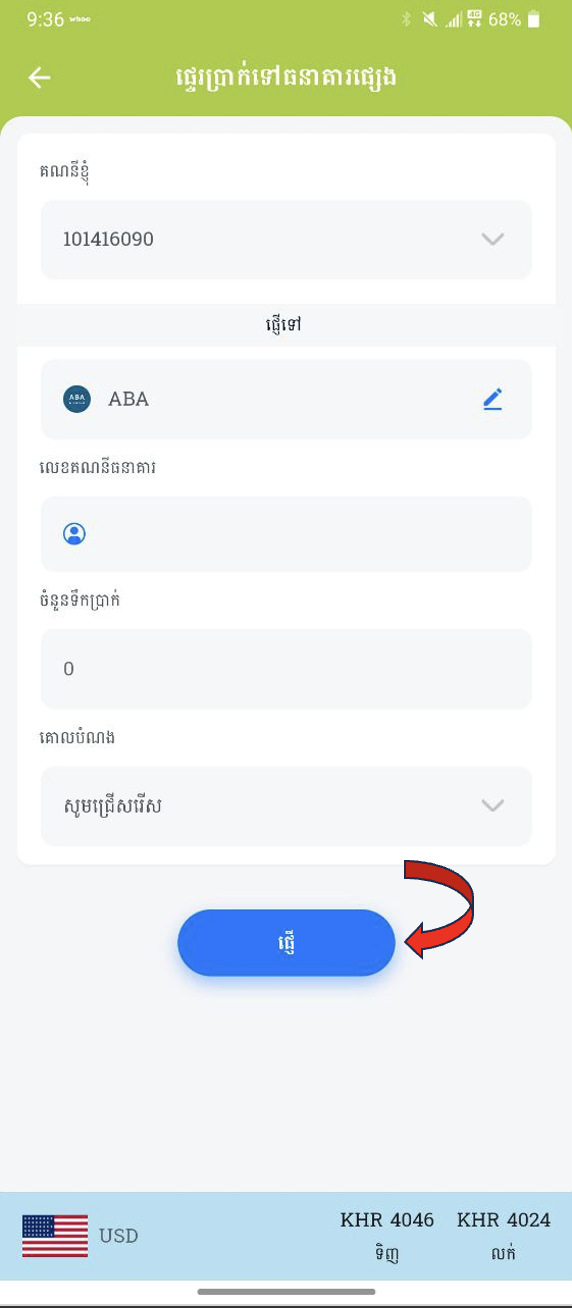 9:36 whoo 4G 68%
ផ្ទេរប្រាក់ទៅធនាគារផ្សេង
គណនីខ្ញុំ
101416090
ផ្ញើទៅ
ABA ABA
លេខគណនីធនាគារ
ចំនួនទឹកប្រាក់
0
គោលបំណង
សូមជ្រើសរើស
ផ្ញើ
USD KHR 4046 KHR 4024
ទិញ លក់